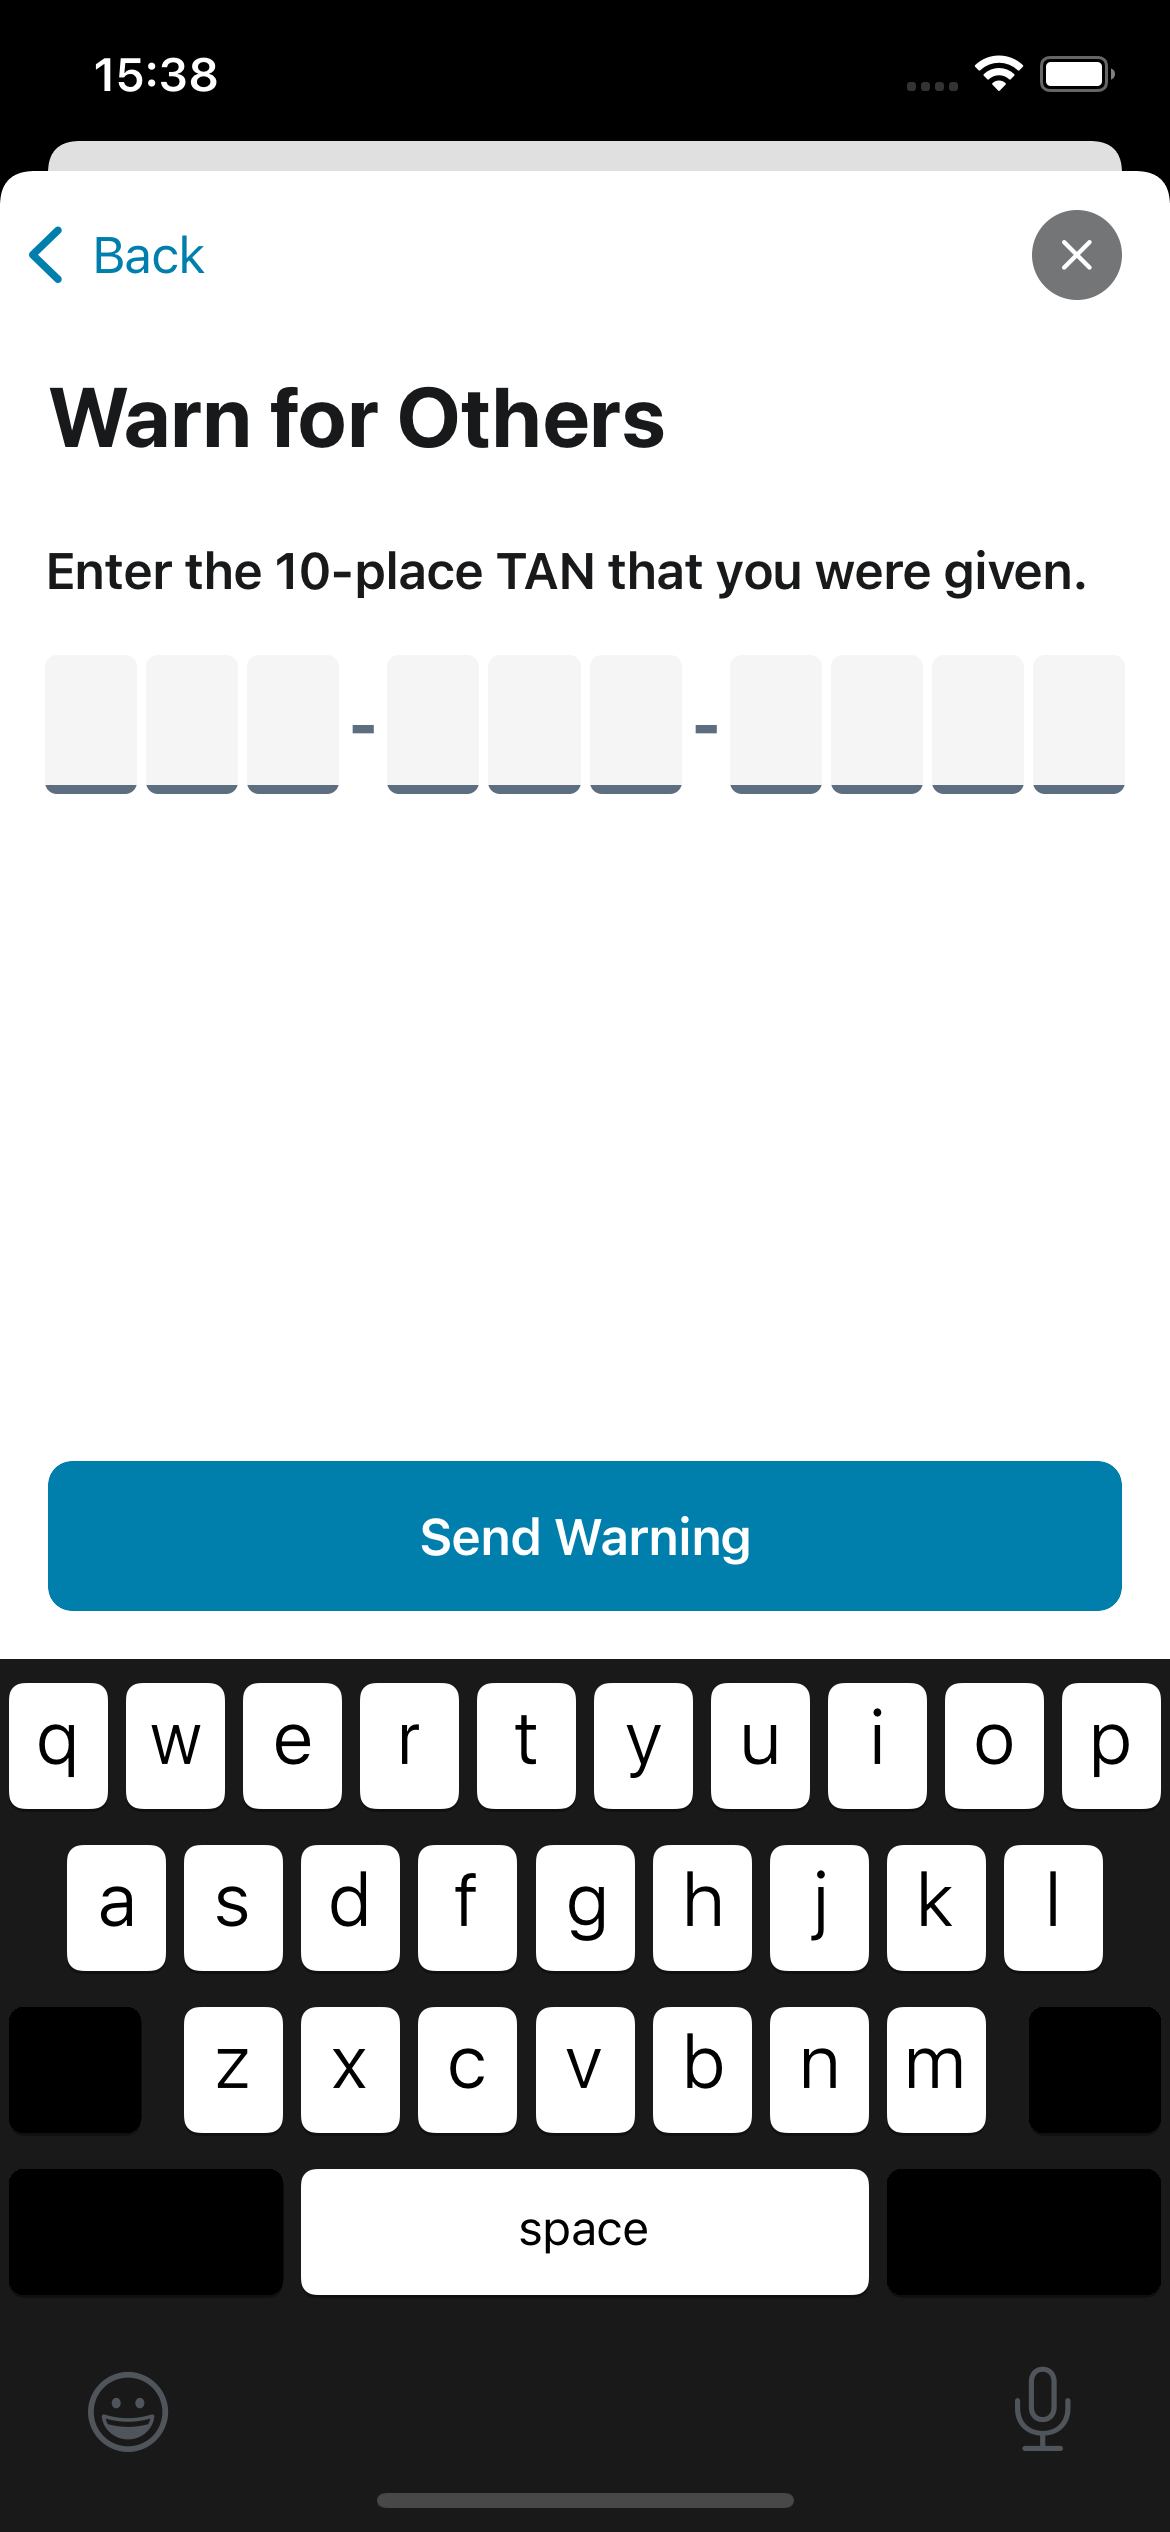 15:38
Back
Warn for Others
Enter the 10-place TAN that you were given.
- -
Send Warning
q w e r t y u i o p
a s d f g h j k l
z x c v b n m
space